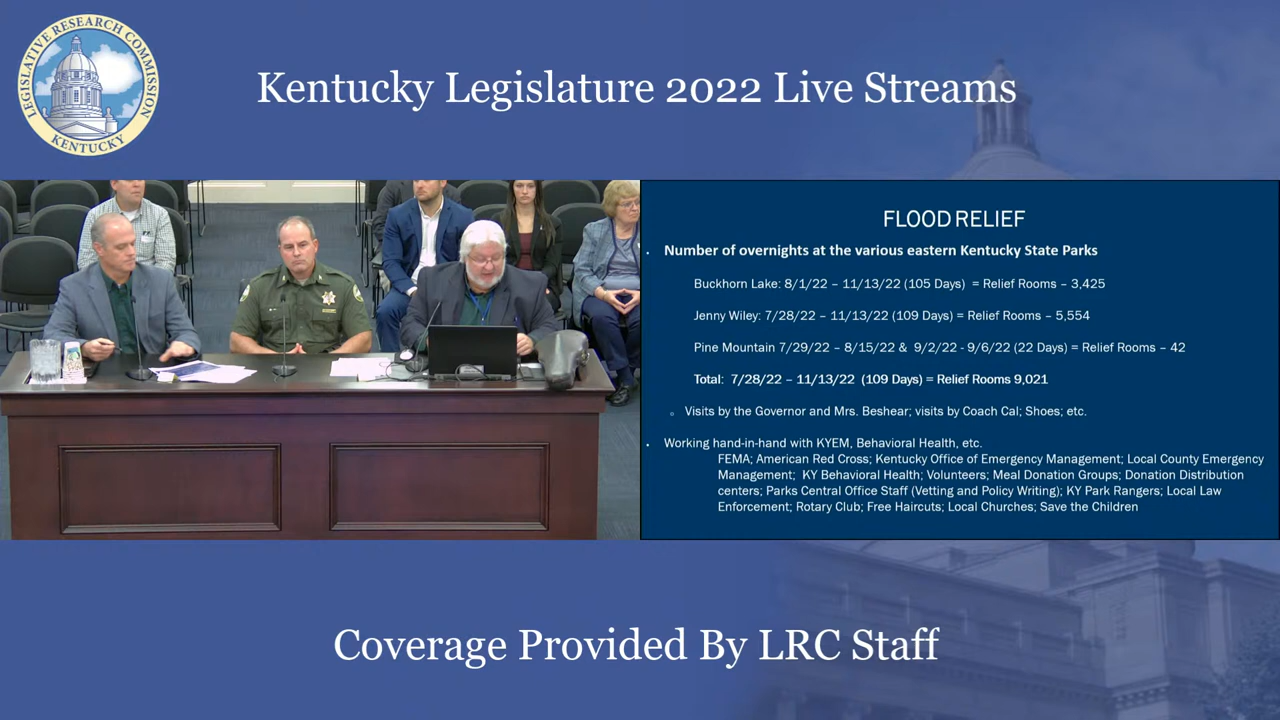 LEGISLATIVE RESEARCH COMMISSION
KENTUCKY
Kentucky Legislature 2022 Live Streams
FLOOD RELIEF
Number of overnights at the various eastern Kentucky State Parks
Buckhorn Lake: 8/1/22 – 11/13/22 (105 Days) = Relief Rooms – 3,425
Jenny Wiley: 7/28/22 – 11/13/22 (109 Days) = Relief Rooms – 5,554
Pine Mountain 7/29/22 – 8/15/22 & 9/2/22 - 9/6/22 (22 Days) = Relief Rooms – 42
Total: 7/28/22 – 11/13/22 (109 Days) = Relief Rooms 9,021
Visits by the Governor and Mrs. Beshear; visits by Coach Cal; Shoes; etc.
Working hand-in-hand with KYEM, Behavioral Health, etc.
FEMA; American Red Cross; Kentucky Office of Emergency Management; Local County Emergency
Management; KY Behavioral Health; Volunteers; Meal Donation Groups; Donation Distribution
centers; Parks Central Office Staff (Vetting and Policy Writing); KY Park Rangers; Local Law
Enforcement; Rotary Club; Free Haircuts; Local Churches; Save the Children
Coverage Provided By LRC Staff